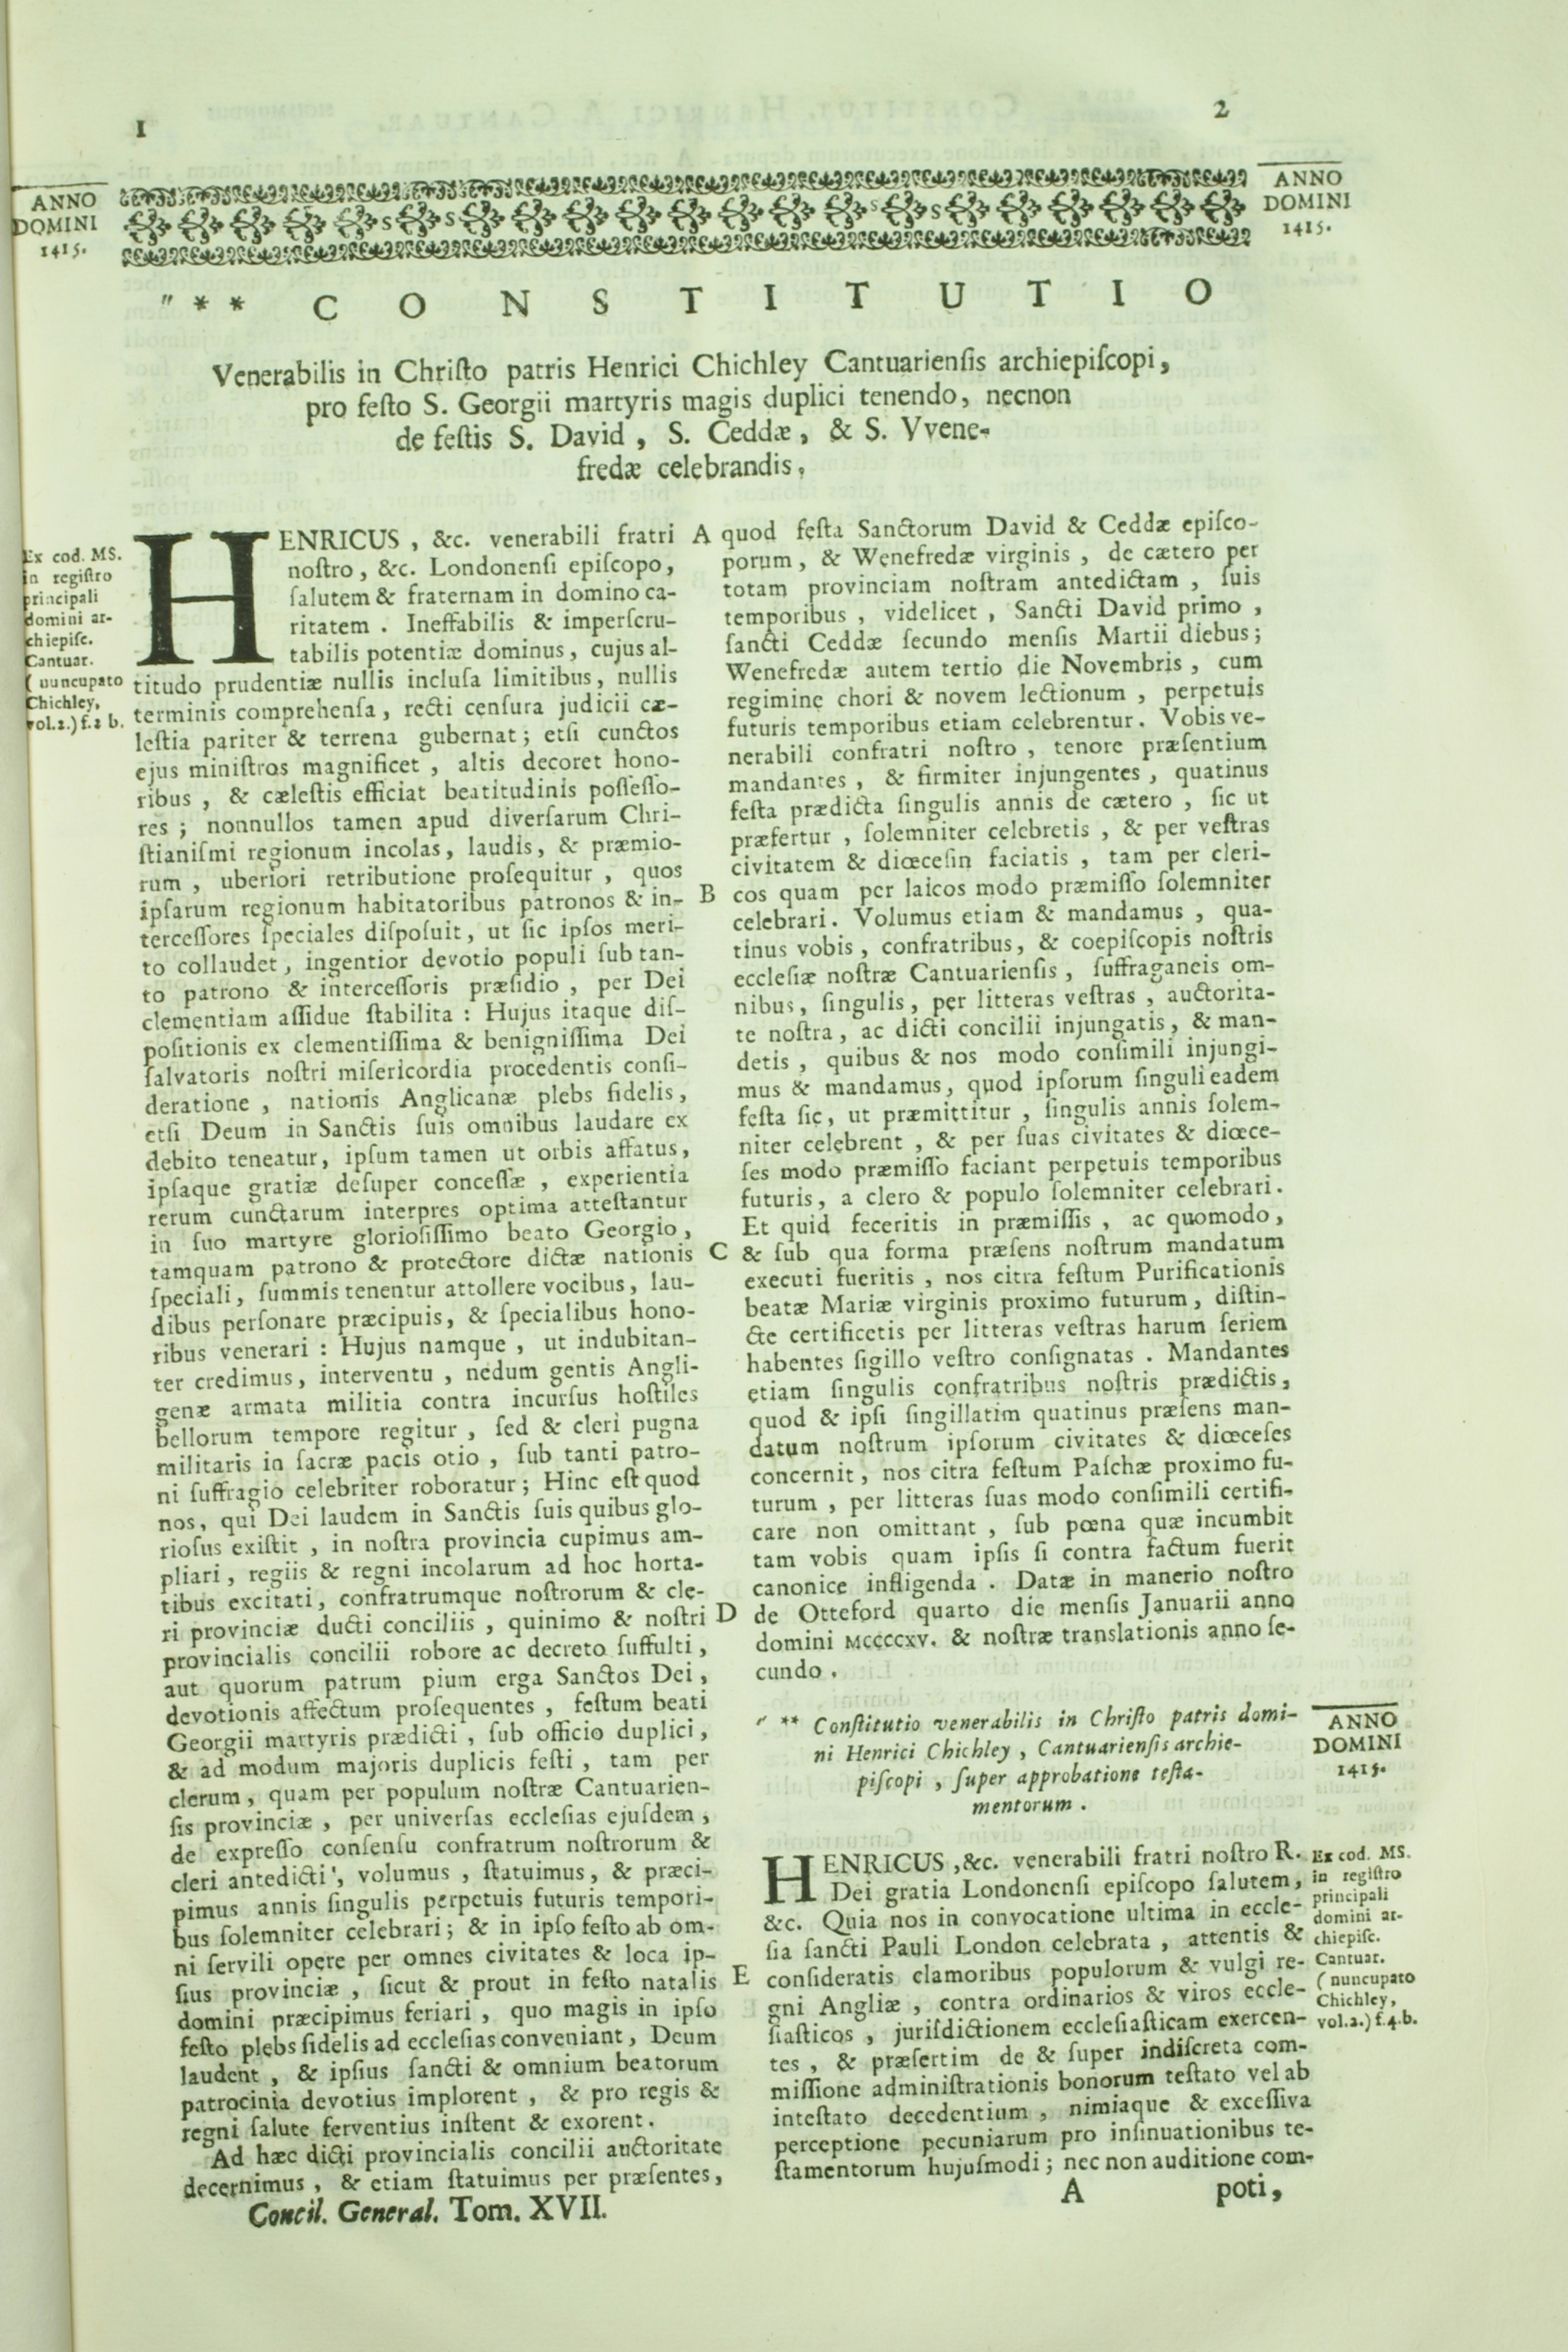 1
2
ANNO
DOMINI
1415.
ANNO
DOMINI
1415.
" * * CONSTITUTIO
Venerabilis in Chriſto patris Henrici Chichley Cantuarienſis archiepiſcopi,
pro feſto S. Georgii martyris magis duplici tenendo, necnon
de feſtis S. David, S. Ceddæ, & S. Vvene-
fredæ celebrandis,
Ex cod. MS.
in regiſtro
principali
domini ar-
chiepiſc.
Cantuar.
(nuncupato
Chichley,
vol.2.) f.2 b.
HENRICUS, &c. venerabili fratri
noſtro, &c. Londonenſi epiſcopo,
ſalutem & fraternam in domino ca-
ritatem. Ineffabilis & imperſcru-
tabilis potentiæ dominus, cujus al-
titudo prudentiæ nullis incluſa limitibus, nullis
terminis comprehenſa, recti cenſura judicii cæ-
leſtia pariter & terrena gubernat; etſi cunctos
ejus miniſtros magnificet, altis decoret hono-
ribus, & cæleſtis efficiat beatitudinis poſſeſſo-
res; nonnullos tamen apud diverſarum Chri-
ſtianiſmi regionum incolas, laudis, & præmio-
rum, uberiori retributione proſequitur, quos
ipſarum regionum habitatoribus patronos & in-
terceſſores ſpeciales diſpoſuit, ut ſic ipſos meri-
to collaudet, ingentior devotio populi ſub tan-
to patrono & interceſſoris præſidio, per Dei
clementiam aſſidue ſtabilita: Hujus itaque diſ-
poſitionis ex clementiſſima & benigniſſima Dei
ſalvatoris noſtri miſericordia procedentis conſi-
deratione, nationis Anglicanæ plebs fidelis,
etſi Deum in Sanctis ſuis omnibus laudare ex
debito teneatur, ipſum tamen ut orbis affatus,
ipſaque gratiæ deſuper conceſſæ, experientia
rerum cunctarum interpres optima atteſtantur
in ſuo martyre glorioſiſſimo beato Georgio,
tamquam patrono & protectore dictæ nationis
ſpeciali, ſummis tenentur attollere vocibus, lau-
dibus perſonare præcipuis, & ſpecialibus hono-
ribus venerari: Hujus namque, ut indubitan-
ter credimus, interventu, nedum gentis Angli-
genæ armata militia contra incurſus hoſtiles
bellorum tempore regitur, ſed & cleri pugna
militaris in ſacræ pacis otio, ſub tanti patro-
ni ſuffragio celebriter roboratur; Hinc eſt quod
nos, qui Dei laudem in Sanctis ſuis quibus glo-
rioſus exiſtit, in noſtra provincia cupimus am-
pliari, regiis & regni incolarum ad hoc horta-
tibus excitati, confratrumque noſtrorum & cle-
ri provinciæ ducti conciliis, quinimo & noſtri
provincialis concilii robore ac decreto ſuffulti,
aut quorum patrum pium erga Sanctos Dei,
devotionis affectum proſequentes, feſtum beati
Georgii martyris prædicti, ſub officio duplici,
& ad modum majoris duplicis feſti, tam per
clerum, quam per populum noſtræ Cantuarien-
ſis provinciæ, per univerſas eccleſias ejuſdem,
de expreſſo conſenſu confratrum noſtrorum &
cleri antedicti, volumus, ſtatuimus, & præci-
pimus annis ſingulis perpetuis futuris tempori-
bus ſolemniter celebrari; & in ipſo feſto ab om-
ni ſervili opere per omnes civitates & loca ip-
ſius provinciæ, ſicut & prout in feſto natalis
domini præcipimus feriari, quo magis in ipſo
feſto plebs fidelis ad eccleſias conveniant, Deum
laudent, & ipſius ſancti & omnium beatorum
patrocinia devotius implorent, & pro regis &
regni ſalute ferventius inſtent & exorent.
Ad hæc dicti provincialis concilii auctoritate
decernimus, & etiam ſtatuimus per præſentes,
Concil. General. Tom. XVII.
A
B
C
D
E
quod feſta Sanctorum David & Ceddæ epiſco-
porum, & Wenefredæ virginis, de cætero per
totam provinciam noſtram antedictam, ſuis
temporibus, videlicet, Sancti David primo,
ſancti Ceddæ ſecundo menſis Martii diebus;
Wenefredæ autem tertio die Novembris, cum
regimine chori & novem lectionum, perpetuis
futuris temporibus etiam celebrentur. Vobis ve-
nerabili confratri noſtro, tenore præſentium
mandantes, & firmiter injungentes, quatinus
feſta prædicta ſingulis annis de cætero, ſic ut
præfertur, ſolemniter celebretis, & per veſtras
civitatem & diœceſin faciatis, tam per cleri-
cos quam per laicos modo præmiſſo ſolemniter
celebrari. Volumus etiam & mandamus, qua-
tinus vobis, confratribus, & coepiſcopis noſtris
eccleſiæ noſtræ Cantuarienſis, ſuffraganeis om-
nibus, ſingulis, per litteras veſtras, auctorita-
te noſtra, ac dicti concilii injungatis, & man-
detis, quibus & nos modo conſimili injungi-
mus & mandamus, quod ipſorum ſinguli eadem
feſta ſic, ut præmittitur, ſingulis annis ſolem-
niter celebrent, & per ſuas civitates & diœce-
ſes modo præmiſſo faciant perpetuis temporibus
futuris, a clero & populo ſolemniter celebrari.
Et quid feceritis in præmiſſis, ac quomodo,
& ſub qua forma præſens noſtrum mandatum
executi fueritis, nos citra feſtum Purificationis
beatæ Mariæ virginis proximo futurum, diſtin-
cte certificetis per litteras veſtras harum ſeriem
habentes ſigillo veſtro conſignatas. Mandantes
etiam ſingulis confratribus noſtris prædictis,
quod & ipſi ſingillatim quatinus præſens man-
datum noſtrum ipſorum civitates & diœceſes
concernit, nos citra feſtum Paſchæ proximo fu-
turum, per litteras ſuas modo conſimili certifi-
care non omittant, ſub pœna quæ incumbit
tam vobis quam ipſis ſi contra factum fuerit
canonice infligenda. Datæ in manerio noſtro
de Otteford quarto die menſis Januarii anno
domini MCCCCXV. & noſtræ translationis anno ſe-
cundo.
" ** Conſtitutio venerabilis in Chriſto patris domi-
ni Henrici Chichley, Cantuarienſis archie-
piſcopi, ſuper approbatione teſta-
mentorum.
ANNO
DOMINI
1415.
HENRICUS, &c. venerabili fratri noſtro R.
Dei gratia Londonenſi epiſcopo ſalutem,
&c. Quia nos in convocatione ultima in eccle-
ſia ſancti Pauli London celebrata, attentis &
conſideratis clamoribus populorum & vulgi re-
gni Angliæ, contra ordinarios & viros eccle-
ſiaſticos, juriſdictionem eccleſiaſticam exercen-
tes, & præſertim de & ſuper indiſcreta com-
miſſione adminiſtrationis bonorum teſtato vel ab
inteſtato decedentium, nimiaque & exceſſiva
perceptione pecuniarum pro inſinuationibus te-
ſtamentorum hujuſmodi; nec non auditione com-
Ex cod. MS.
in regiſtro
principali
domini ar-
chiepiſc.
Cantuar.
(nuncupato
Chichley,
vol.2.) f.4.b.
A
poti,